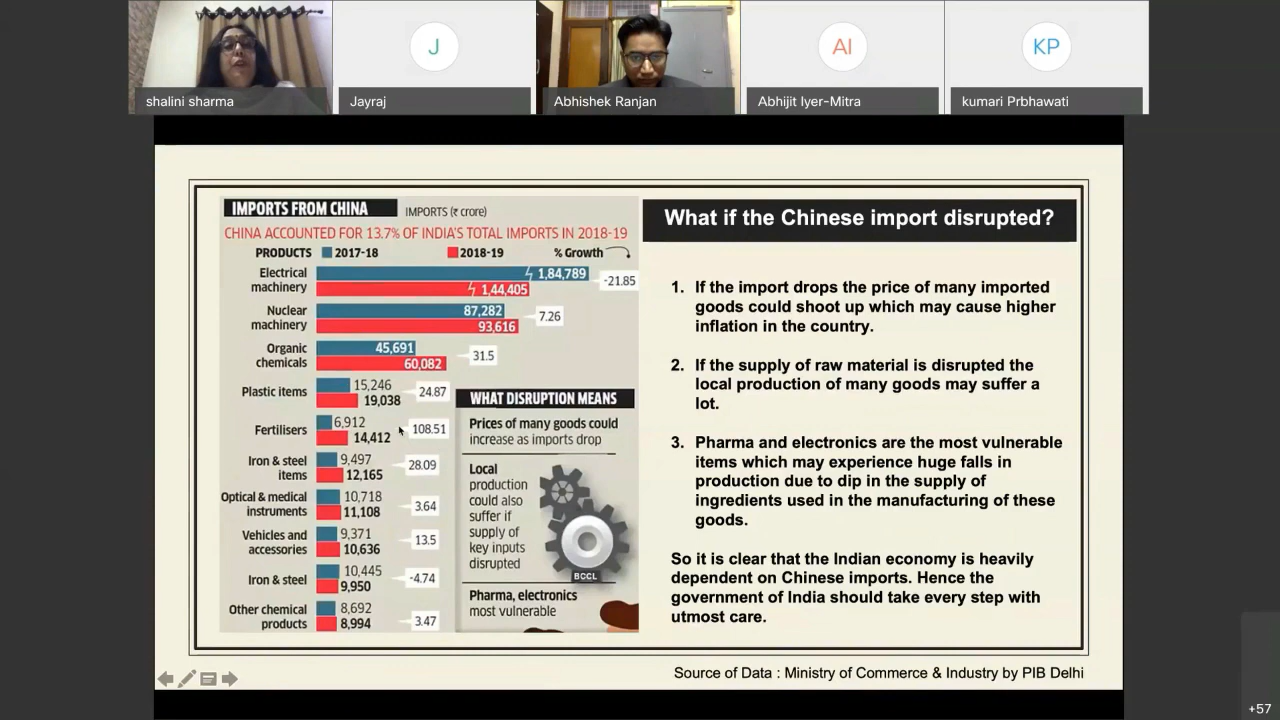 shalini sharma
J
Jayraj
Abhishek Ranjan
AI
Abhijit Iyer-Mitra
KP
kumari Prbhawati
IMPORTS FROM CHINA
IMPORTS (₹ crore)
CHINA ACCOUNTED FOR 13.7% OF INDIA'S TOTAL IMPORTS IN 2018-19
PRODUCTS 2017-18 2018-19 % Growth
Electrical
machinery
1,84,789
1,44,405
-21.85
Nuclear
machinery
87,282
93,616
7.26
Organic
chemicals
45,691
60,082
31.5
Plastic items
15,246
19,038
24.87
Fertilisers
6,912
14,412
108.51
Iron & steel
items
9,497
12,165
28.09
Optical & medical
instruments
10,718
11,108
3.64
Vehicles and
accessories
9,371
10,636
13.5
Iron & steel
10,445
9,950
-4.74
Other chemical
products
8,692
8,994
3.47
WHAT DISRUPTION MEANS
Prices of many goods could
increase as imports drop
Local
production
could also
suffer if
supply of
key inputs
disrupted
BCCL
Pharma, electronics
most vulnerable
What if the Chinese import disrupted?
1. If the import drops the price of many imported
goods could shoot up which may cause higher
inflation in the country.
2. If the supply of raw material is disrupted the
local production of many goods may suffer a
lot.
3. Pharma and electronics are the most vulnerable
items which may experience huge falls in
production due to dip in the supply of
ingredients used in the manufacturing of these
goods.
So it is clear that the Indian economy is heavily
dependent on Chinese imports. Hence the
government of India should take every step with
utmost care.
Source of Data : Ministry of Commerce & Industry by PIB Delhi
+57